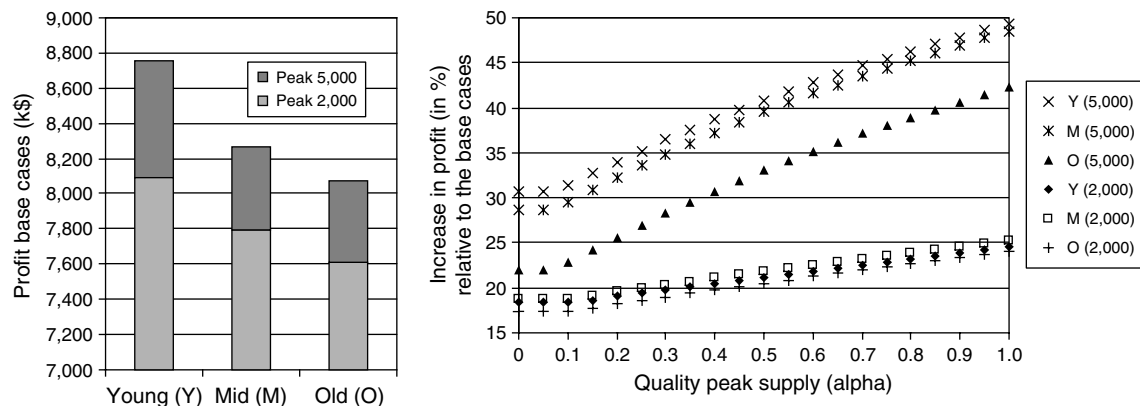 9,000
8,800
8,600
8,400
8,200
8,000
7,800
7,600
7,400
7,200
7,000
Profit base cases (k$)
Peak 5,000
Peak 2,000
Young (Y) Mid (M) Old (O)
50
45
40
35
30
25
20
15
Increase in profit (in %)
relative to the base cases
0 0.1 0.2 0.3 0.4 0.5 0.6 0.7 0.8 0.9 1.0
Quality peak supply (alpha)
Y (5,000)
M (5,000)
O (5,000)
Y (2,000)
M (2,000)
O (2,000)